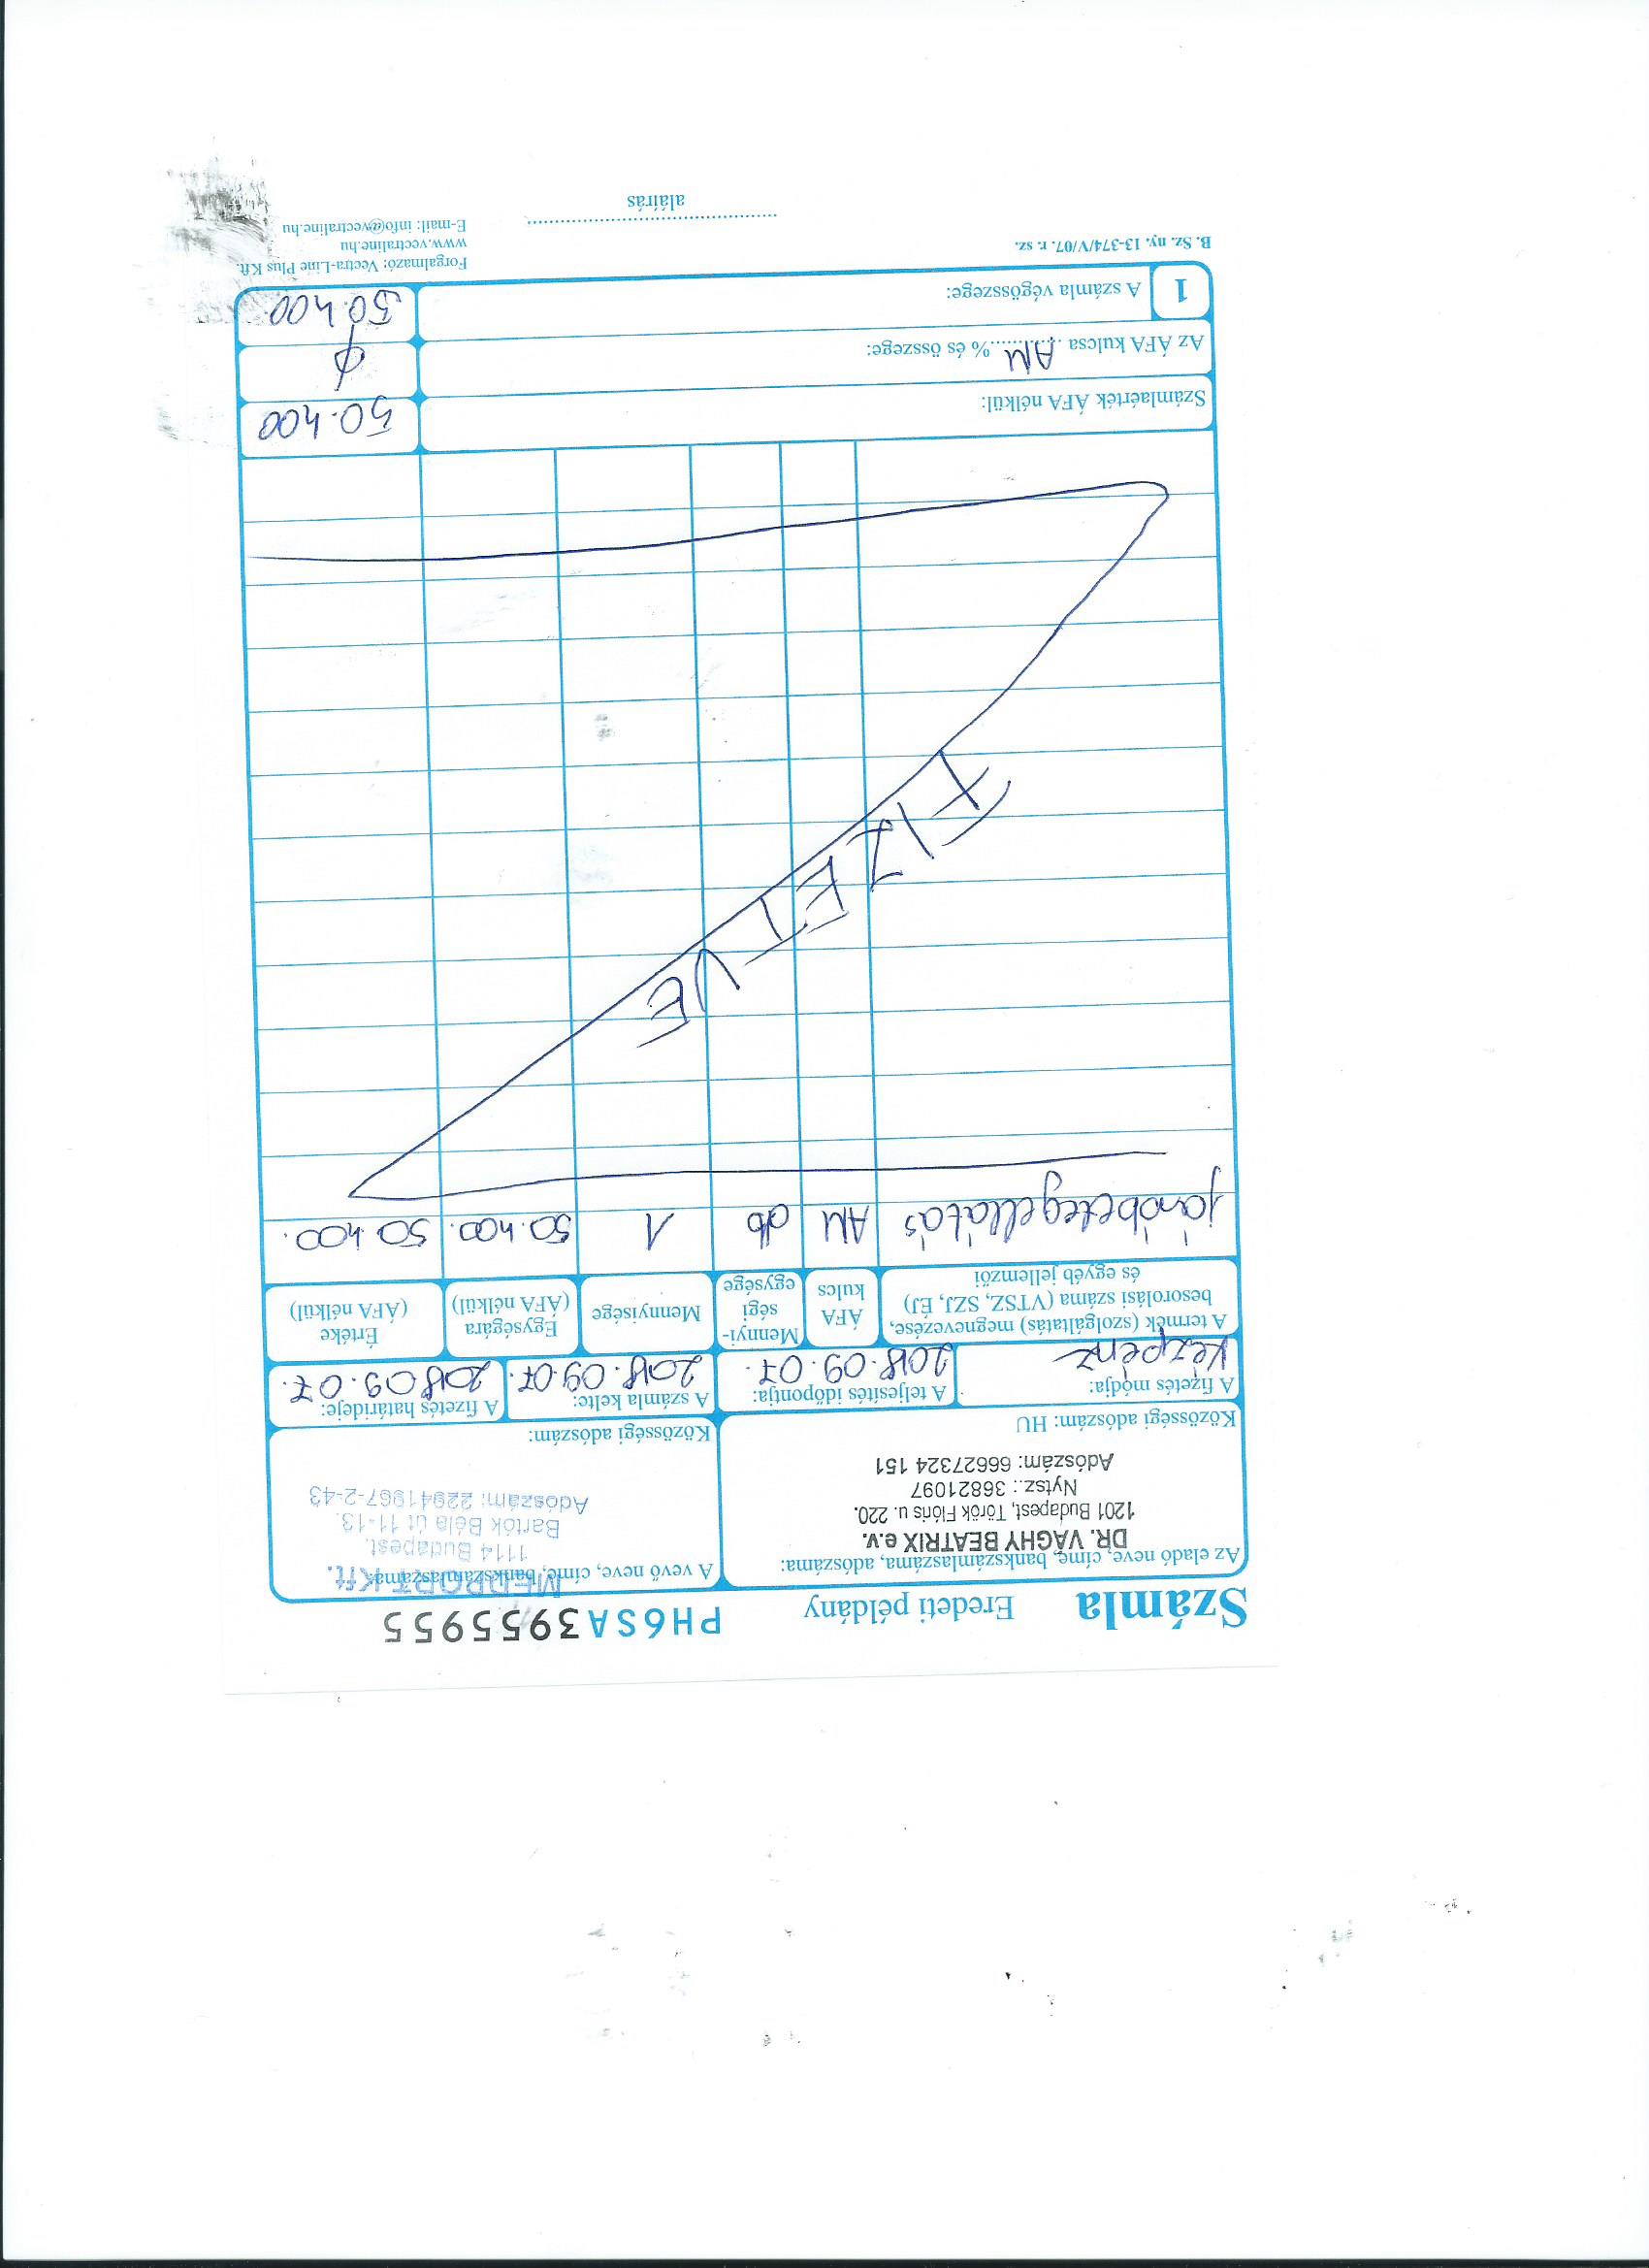 Számla Eredeti példány PH6SA3955955
Az eladó neve, címe, bankszámlaszáma, adószáma:
DR. VÁGHY BEATRIX e.v.
1201 Budapest, Török Flóris u. 220.
Nytsz.: 36821097
Adószám: 66627324 151
Közösségi adószám: HU
A vevő neve, címe, bankszámlaszáma:
MEDPORT Kft.
1114 Budapest,
Bartók Béla út 11-13.
Adószám: 22941967-2-43
Közösségi adószám:
A fizetés módja:
készpénz
A teljesítés időpontja:
2018.09.07.
A számla kelte:
2018.09.07.
A fizetés határideje:
2018 09.07.
A termék (szolgáltatás) megnevezése,
besorolási száma (VTSZ, SZJ, ÉJ)
és egyéb jellemzői
ÁFA
kulcs
Mennyi-
ségi
egysége
Mennyisége
Egységára
(ÁFA nélkül)
Értéke
(ÁFA nélkül)
járóbetegellátás AM db 1 50.400. 50 400.
FIZETVE
Számlaérték ÁFA nélkül: 50.400
Az ÁFA kulcsa AM % és összege: ∅
1 A számla végösszege: 50.400
B. Sz. ny. 13-374/V/07. r. sz.
Forgalmazó: Vectra-Line Plus Kft.
www.vectraline.hu
E-mail: info@vectraline.hu
aláírás